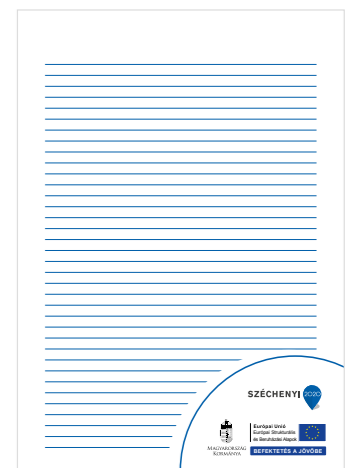 SZÉCHENYI 2020
MAGYARORSZÁG
KORMÁNYA
Európai Unió
Európai Strukturális
és Beruházási Alapok
BEFEKTETÉS A JÖVŐBE